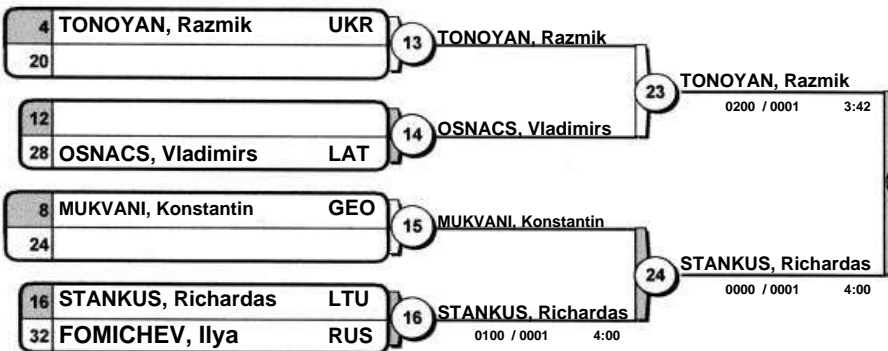 4 TONOYAN, Razmik UKR
20
13 TONOYAN, Razmik
12
28 OSNACS, Vladimirs LAT
14 OSNACS, Vladimirs
23 TONOYAN, Razmik
0200 / 0001 3:42
8 MUKVANI, Konstantin GEO
24
15 MUKVANI, Konstantin
16 STANKUS, Richardas LTU
32 FOMICHEV, Ilya RUS
16 STANKUS, Richardas
0100 / 0001 4:00
24 STANKUS, Richardas
0000 / 0001 4:00